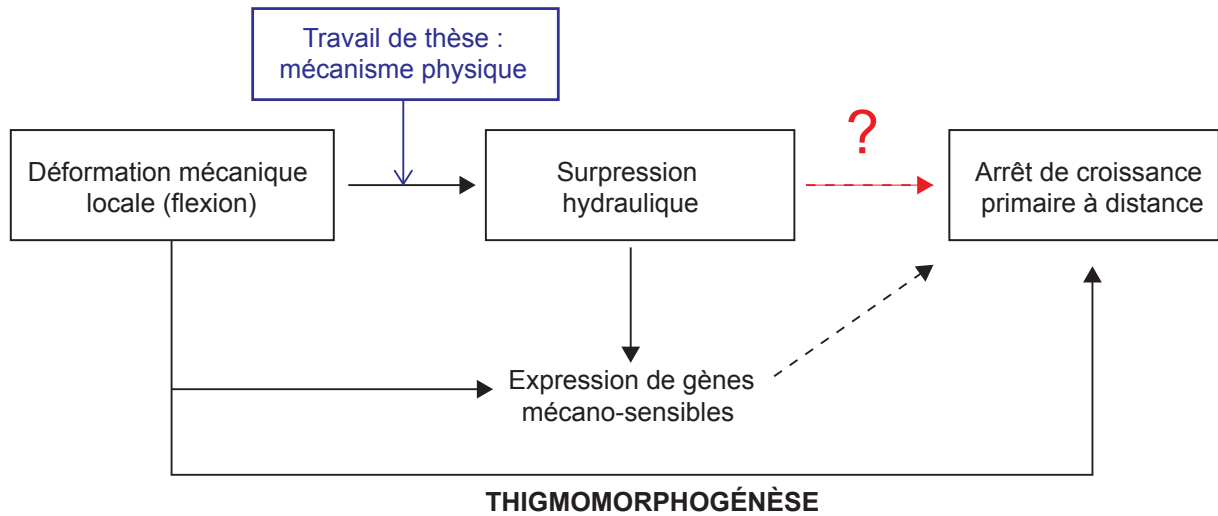 Travail de thèse :
mécanisme physique
?
Déformation mécanique
locale (flexion)
Surpression
hydraulique
Arrêt de croissance
primaire à distance
Expression de gènes
mécano-sensibles
THIGMOMORPHOGÉNÈSE